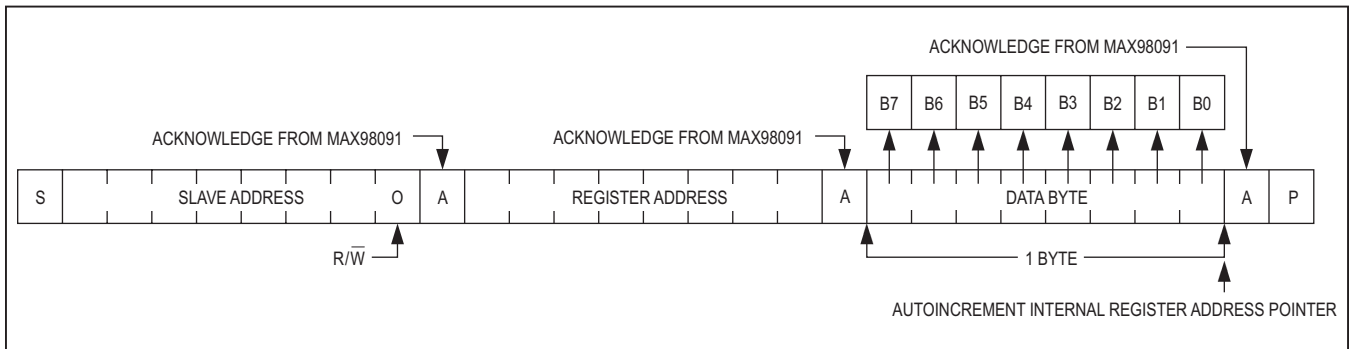 ACKNOWLEDGE FROM MAX98091
B7 B6 B5 B4 B3 B2 B1 B0
ACKNOWLEDGE FROM MAX98091
ACKNOWLEDGE FROM MAX98091
S SLAVE ADDRESS O A REGISTER ADDRESS A DATA BYTE A P
R/W̅
1 BYTE
AUTOINCREMENT INTERNAL REGISTER ADDRESS POINTER